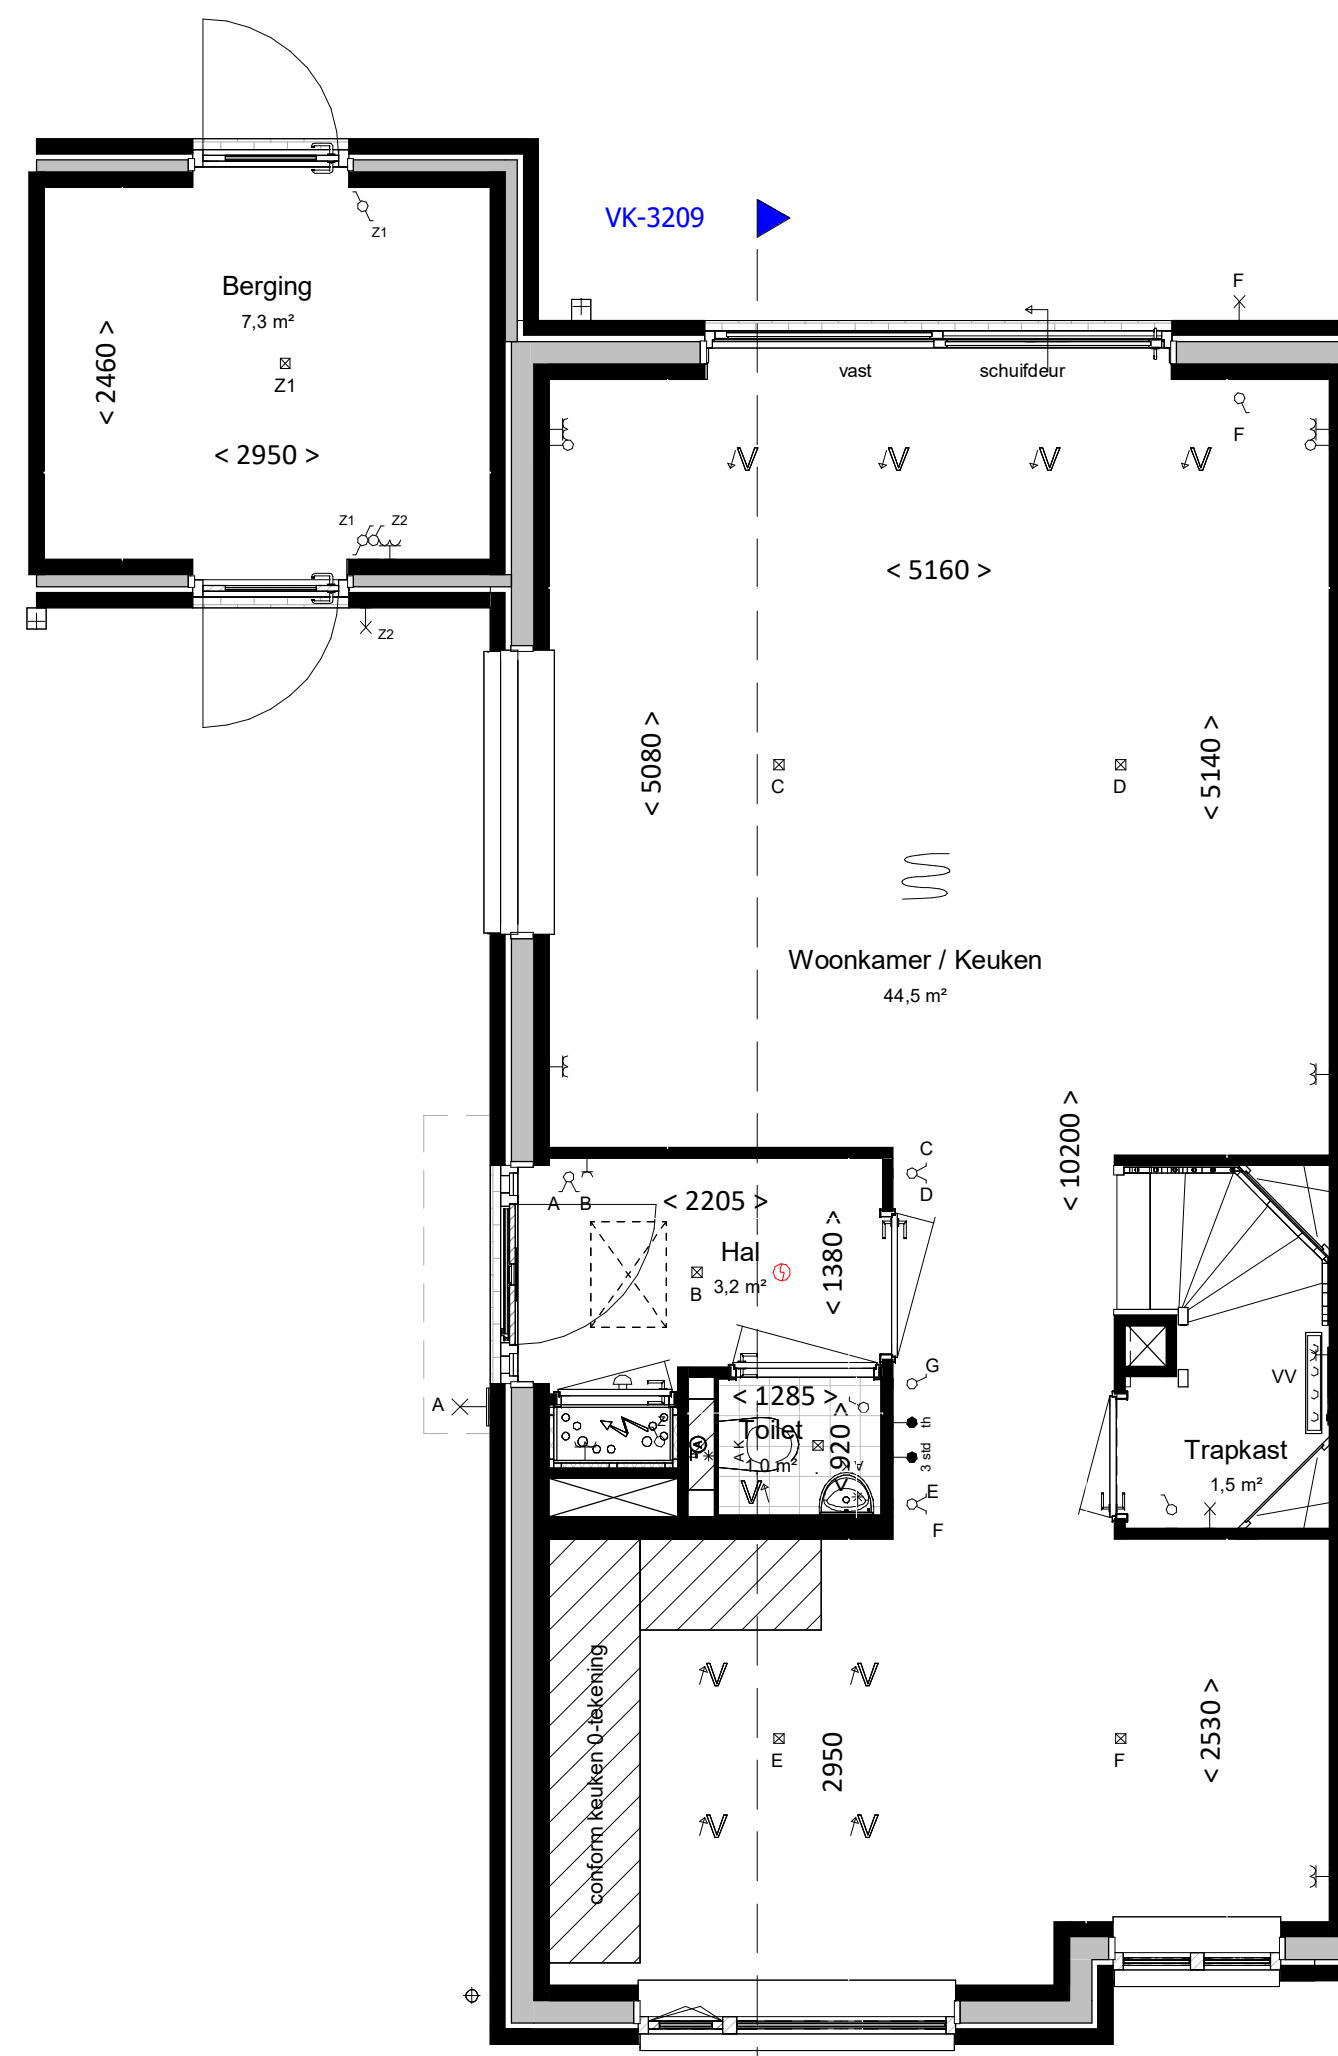 VK-3209
Z1
Berging
7,3 m²
F
< 2460 >
Z1
vast
schuifdeur
F
< 2950 >
V
V
V
V
Z1
Z2
< 5160 >
Z2
< 5080 >
C
D
< 5140 >
Woonkamer / Keuken
44,5 m²
< 10200 >
C
D
A
B
< 2205 >
Hal
3,2 m²
B
< 1380 >
G
VV
A
< 1285 >
th
Toilet
1,0 m²
A K
< 920 >
A K
3 std
V
Trapkast
1,5 m²
E
F
conform keuken 0-tekening
V
V
E
2950
F
< 2530 >
V
V